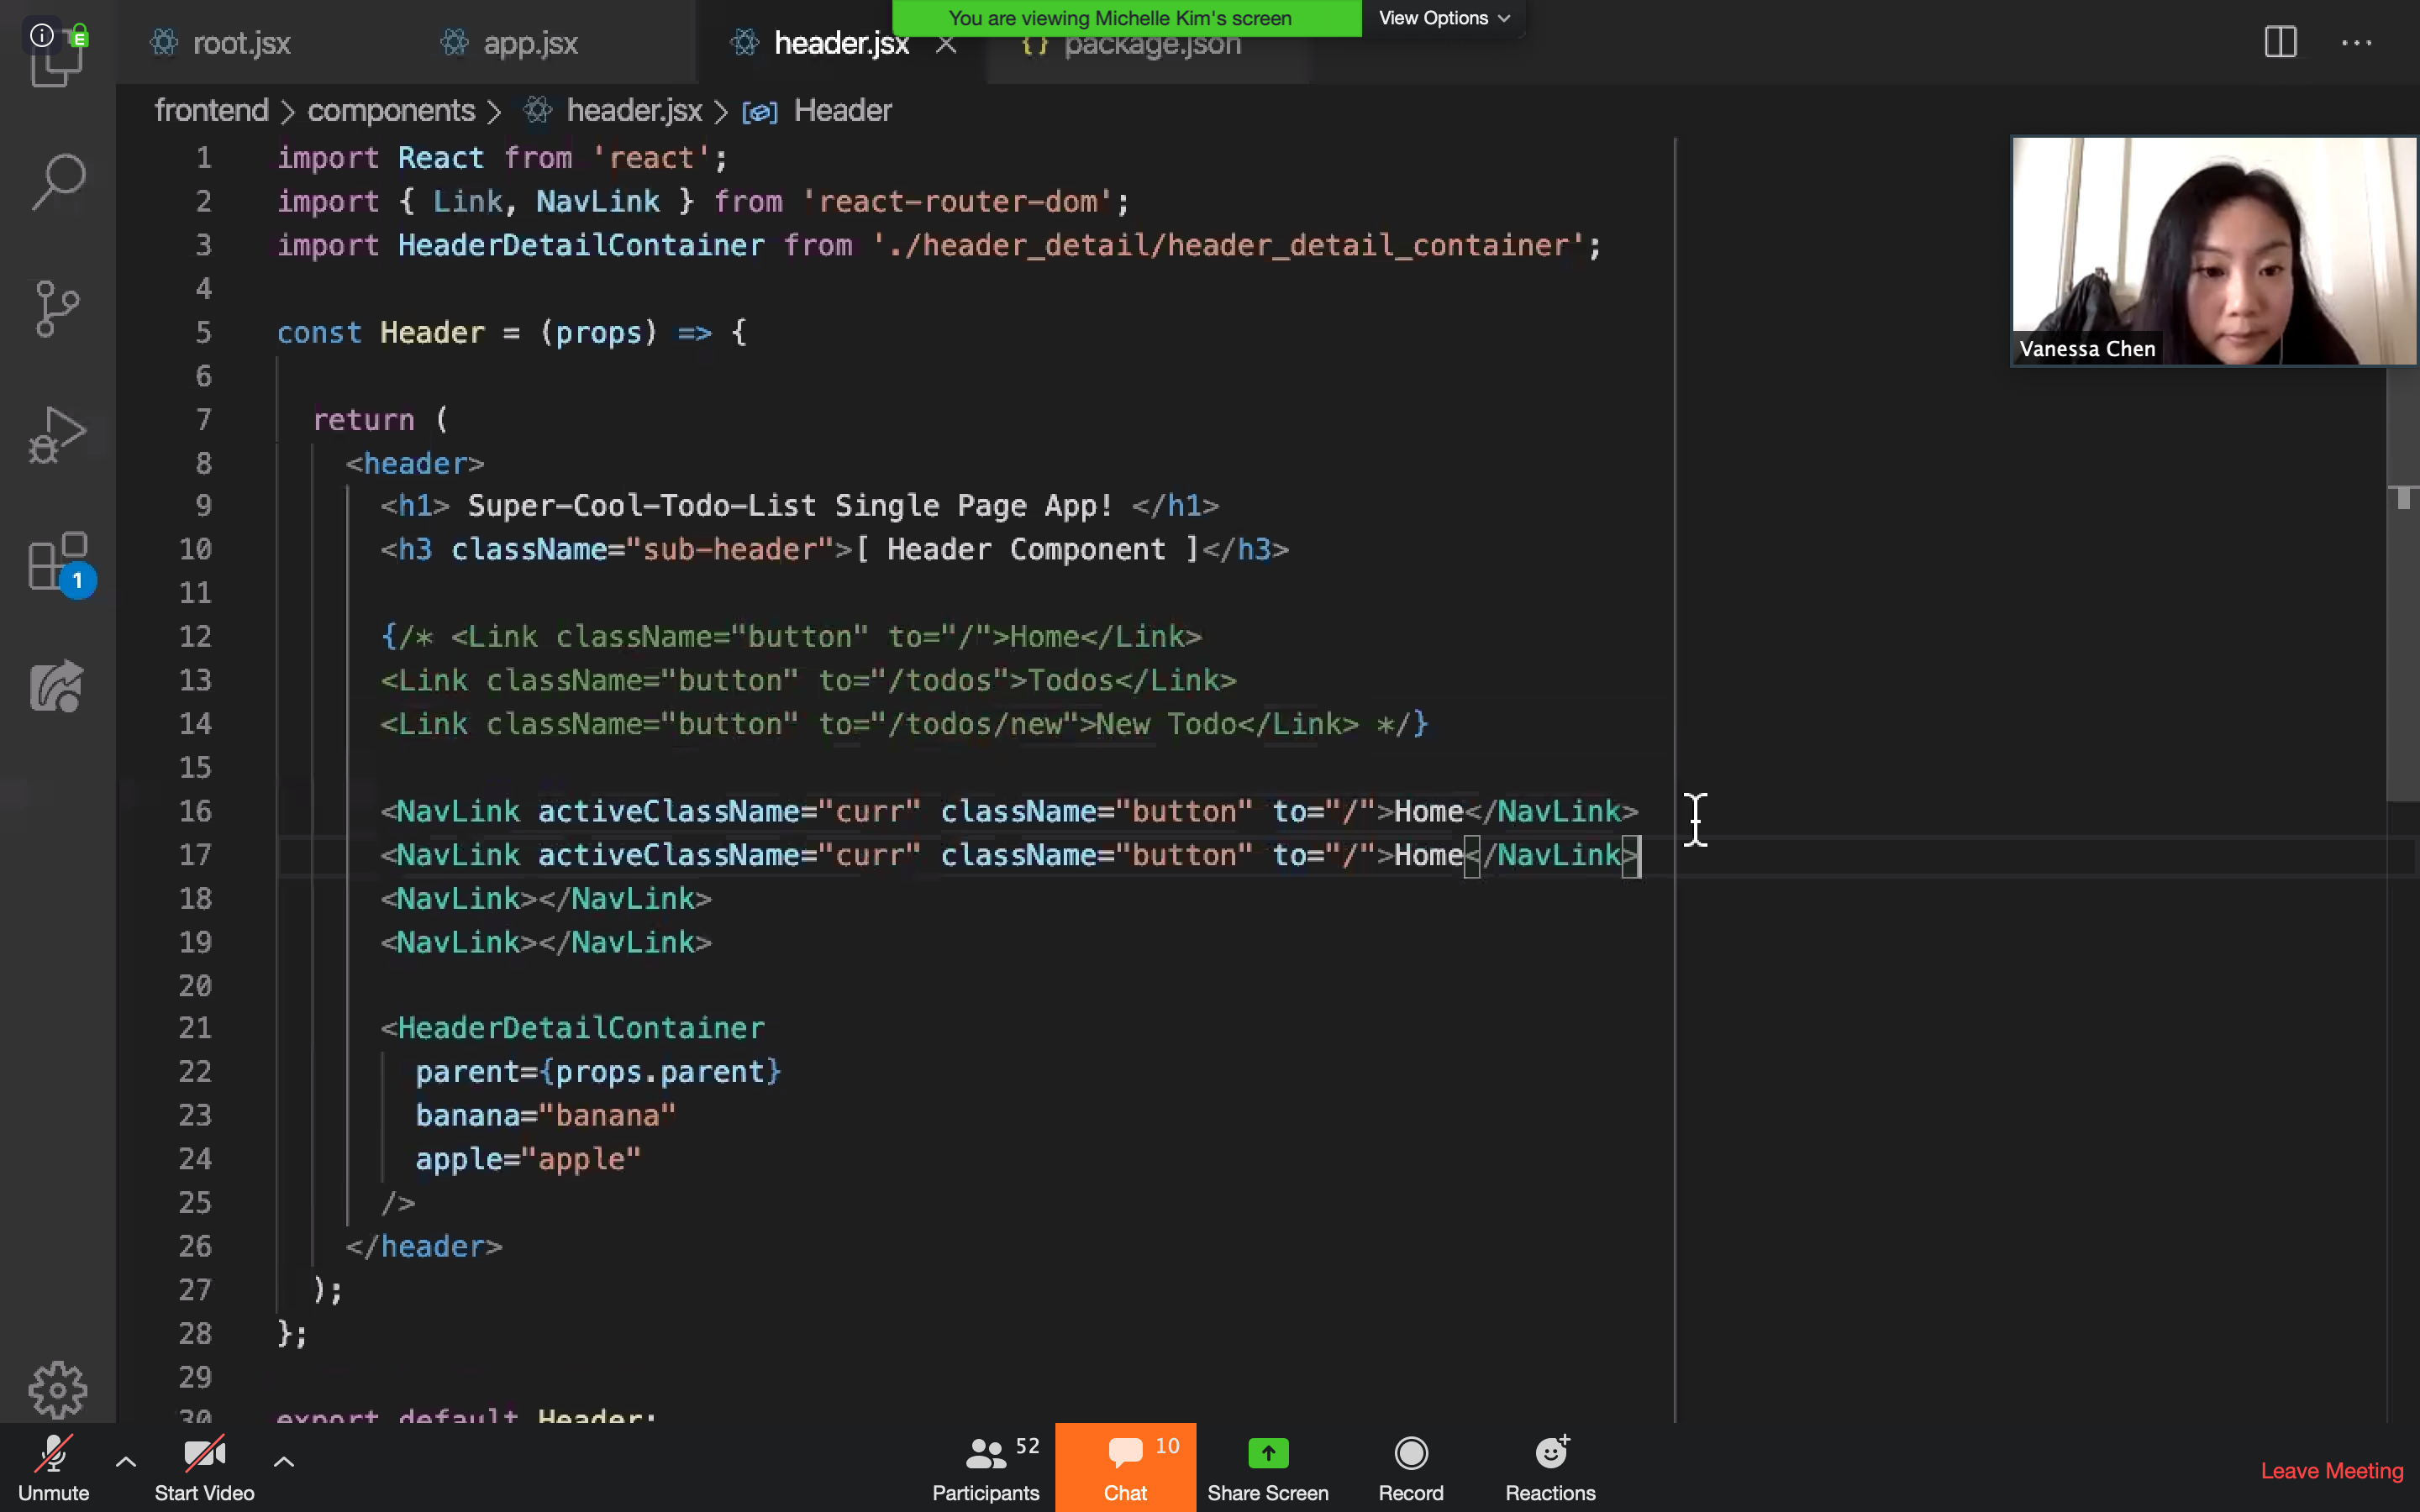 You are viewing Michelle Kim's screen
View Options
root.jsx
app.jsx
header.jsx
package.json
frontend > components > header.jsx > Header
1 import React from 'react';
2 import { Link, NavLink } from 'react-router-dom';
3 import HeaderDetailContainer from './header_detail/header_detail_container';
4
5 const Header = (props) => {
6
7 return (
8 <header>
9 <h1> Super-Cool-Todo-List Single Page App! </h1>
10 <h3 className="sub-header">[ Header Component ]</h3>
11
12 {/* <Link className="button" to="/">Home</Link>
13 <Link className="button" to="/todos">Todos</Link>
14 <Link className="button" to="/todos/new">New Todo</Link> */}
15
16 <NavLink activeClassName="curr" className="button" to="/">Home</NavLink>
17 <NavLink activeClassName="curr" className="button" to="/">Home</NavLink>
18 <NavLink></NavLink>
19 <NavLink></NavLink>
20
21 <HeaderDetailContainer
22 parent={props.parent}
23 banana="banana"
24 apple="apple"
25 />
26 </header>
27 );
28 };
29
30 export default Header;
Vanessa Chen
1
Unmute
Start Video
52
Participants
10
Chat
Share Screen
Record
Reactions
Leave Meeting